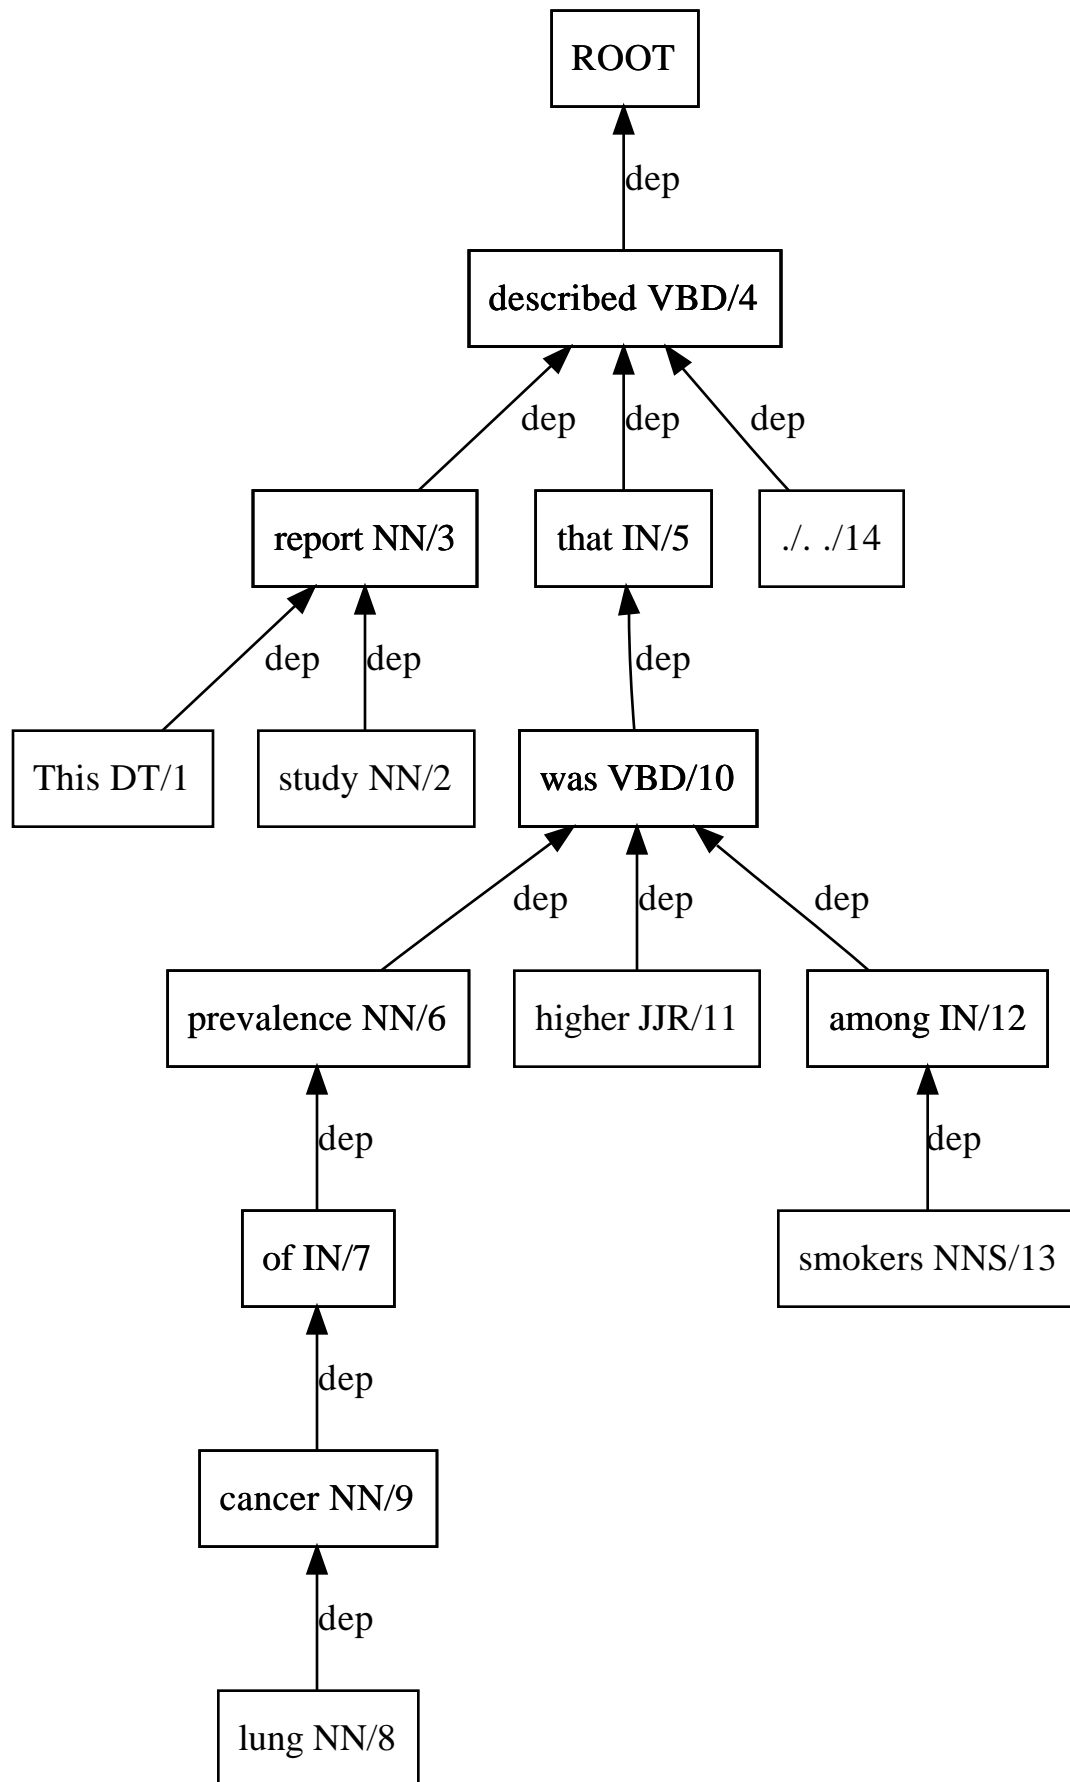 ROOT
dep
described VBD/4
dep dep dep
report NN/3 that IN/5 ./. ./14
dep dep dep
This DT/1 study NN/2 was VBD/10
dep dep dep
prevalence NN/6 higher JJR/11 among IN/12
dep dep
of IN/7 smokers NNS/13
dep
cancer NN/9
dep
lung NN/8